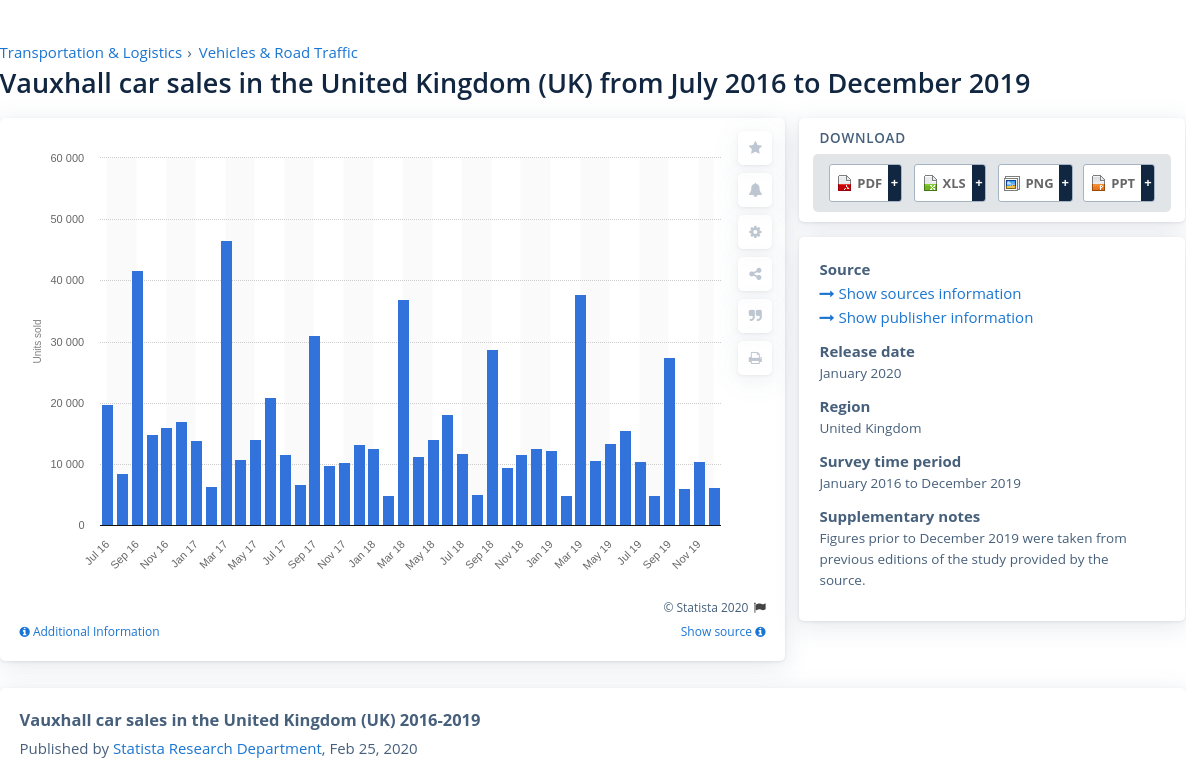 Transportation & Logistics › Vehicles & Road Traffic
Vauxhall car sales in the United Kingdom (UK) from July 2016 to December 2019
60 000
50 000
40 000
30 000
20 000
10 000
0
Units sold
Jul 16
Sep 16
Nov 16
Jan 17
Mar 17
May 17
Jul 17
Sep 17
Nov 17
Jan 18
Mar 18
May 18
Jul 18
Sep 18
Nov 18
Jan 19
Mar 19
May 19
Jul 19
Sep 19
Nov 19
© Statista 2020
Additional Information
Show source
DOWNLOAD
PDF + XLS + PNG + PPT +
Source
Show sources information
Show publisher information
Release date
January 2020
Region
United Kingdom
Survey time period
January 2016 to December 2019
Supplementary notes
Figures prior to December 2019 were taken from
previous editions of the study provided by the
source.
Vauxhall car sales in the United Kingdom (UK) 2016-2019
Published by Statista Research Department, Feb 25, 2020